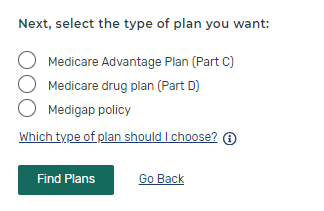 Next, select the type of plan you want:
Medicare Advantage Plan (Part C)
Medicare drug plan (Part D)
Medigap policy
Which type of plan should I choose?
Find Plans
Go Back